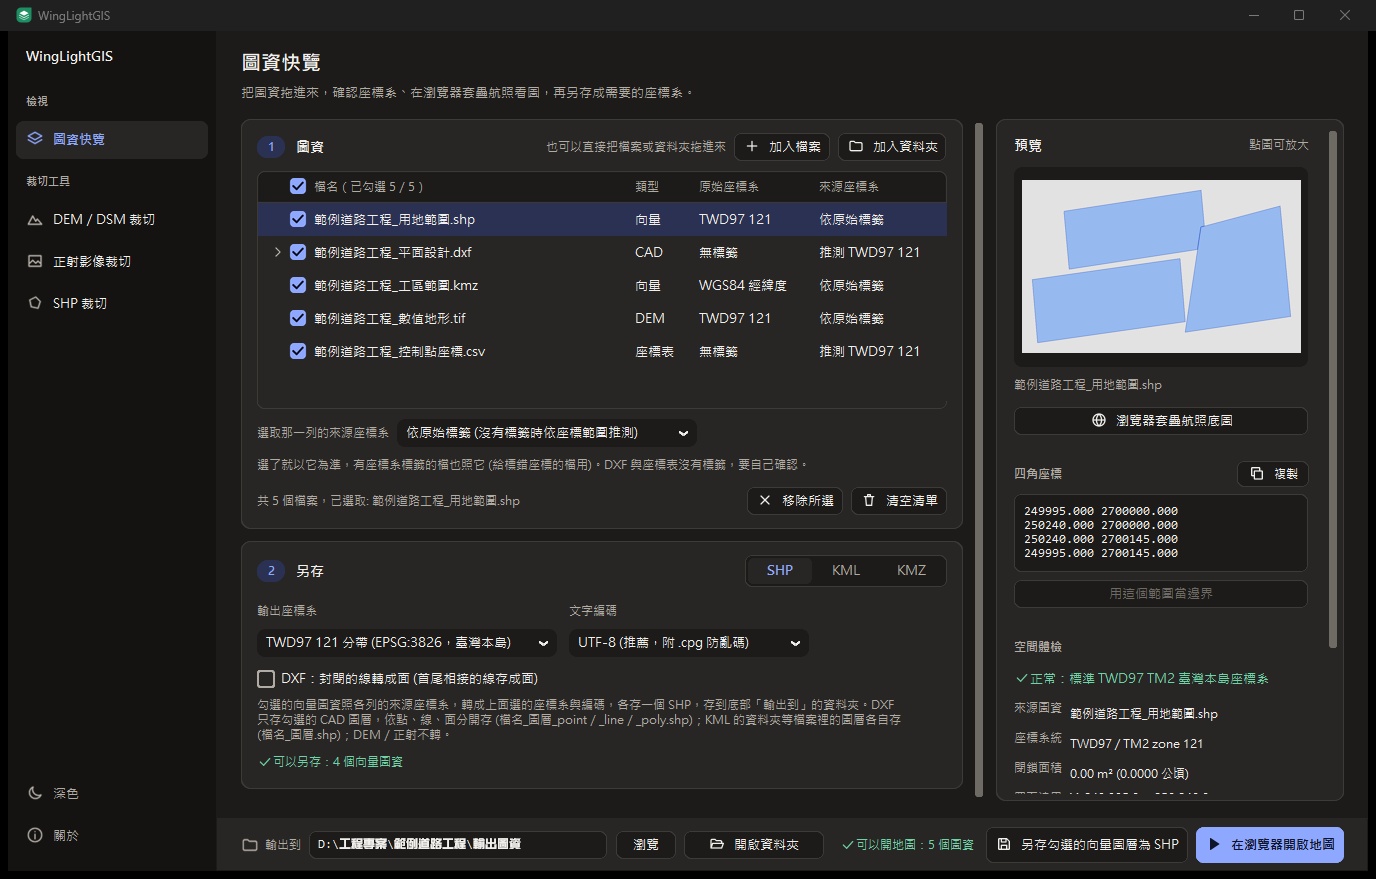 WingLightGIS
WingLightGIS
檢視
圖資快覽
裁切工具
DEM / DSM 裁切
正射影像裁切
SHP 裁切
深色
關於
圖資快覽
把圖資拖進來，確認座標系、在瀏覽器套疊航照看圖，再另存成需要的座標系。
1 圖資 也可以直接把檔案或資料夾拖進來 加入檔案 加入資料夾
檔名 ( 已勾選 5 / 5 ) 類型 原始座標系 來源座標系
範例道路工程_用地範圍.shp 向量 TWD97 121 依原始標籤
範例道路工程_平面設計.dxf CAD 無標籤 推測 TWD97 121
範例道路工程_工區範圍.kmz 向量 WGS84 經緯度 依原始標籤
範例道路工程_數值地形.tif DEM TWD97 121 依原始標籤
範例道路工程_控制點座標.csv 座標表 無標籤 推測 TWD97 121
選取那一列的來源座標系 依原始標籤 (沒有標籤時依座標範圍推測)
選了就以它為準，有座標系標籤的檔也照它 (給標錯座標的檔用)。DXF 與座標表沒有標籤，要自己確認。
共 5 個檔案，已選取: 範例道路工程_用地範圍.shp 移除所選 清空清單
2 另存 SHP KML KMZ
輸出座標系 文字編碼
TWD97 121 分帶 (EPSG:3826，臺灣本島) UTF-8 (推薦，附 .cpg 防亂碼)
DXF：封閉的線轉成面 (首尾相接的線存成面)
勾選的向量圖資照各列的來源座標系，轉成上面選的座標系與編碼，各存一個 SHP，存到底部「輸出到」的資料夾。DXF
只存勾選的 CAD 圖層，依點、線、面分開存 (檔名_圖層_point / _line / _poly.shp)；KML 的資料夾等檔案裡的圖層各自存
(檔名_圖層.shp)；DEM / 正射不轉。
可以另存：4 個向量圖資
預覽 點圖可放大
範例道路工程_用地範圍.shp
瀏覽器套疊航照底圖
四角座標 複製
249995.000 2700000.000
250240.000 2700000.000
250240.000 2700145.000
249995.000 2700145.000
用這個範圍當邊界
空間體檢
正常：標準 TWD97 TM2 臺灣本島座標系
來源圖資 範例道路工程_用地範圍.shp
座標系統 TWD97 / TM2 zone 121
閉鎖面積 0.00 m² (0.0000 公頃)
輸出到 D:\工程專案\範例道路工程\輸出圖資 瀏覽 開啟資料夾 可以開地圖：5 個圖資 另存勾選的向量圖層為 SHP 在瀏覽器開啟地圖